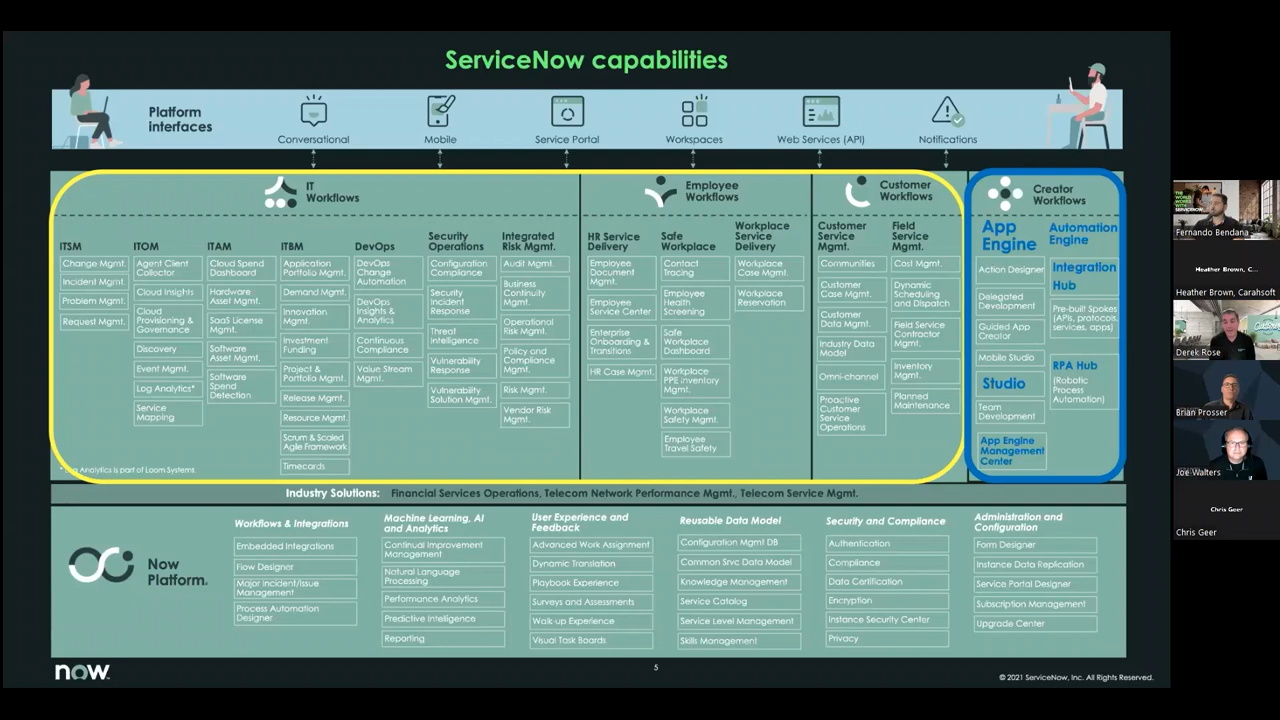 ServiceNow capabilities
Platform
interfaces
Conversational
Mobile
Service Portal
Workspaces
Web Services (API)
Notifications
IT
Workflows
ITSM
Change Mgmt.
Incident Mgmt.
Problem Mgmt.
Request Mgmt.
ITOM
Agent Client
Collector
Cloud Insights
Cloud
Provisioning &
Governance
Discovery
Event Mgmt.
Log Analytics*
Service
Mapping
ITAM
Cloud Spend
Dashboard
Hardware
Asset Mgmt.
SaaS License
Mgmt.
Software
Asset Mgmt.
Software
Spend
Detection
ITBM
Application
Portfolio Mgmt.
Demand Mgmt.
Innovation
Mgmt.
Investment
Funding
Project &
Portfolio Mgmt.
Release Mgmt.
Resource Mgmt.
Scrum & Scaled
Agile Framework
Timecards
DevOps
DevOps
Change
Automation
DevOps
Insights &
Analytics
Continuous
Compliance
Value Stream
Mgmt.
Security
Operations
Configuration
Compliance
Security
Incident
Response
Threat
Intelligence
Vulnerability
Response
Vulnerability
Solution Mgmt.
Integrated
Risk Mgmt.
Audit Mgmt.
Business
Continuity
Mgmt.
Operational
Risk Mgmt.
Policy and
Compliance
Mgmt.
Risk Mgmt.
Vendor Risk
Mgmt.
Analytics is part of Loom Systems.
Employee
Workflows
HR Service
Delivery
Employee
Document
Mgmt.
Employee
Service Center
Enterprise
Onboarding &
Transitions
HR Case Mgmt.
Safe
Workplace
Contact
Tracing
Employee
Health
Screening
Safe
Workplace
Dashboard
Workplace
PPE Inventory
Mgmt.
Workplace
Safety Mgmt.
Employee
Travel Safety
Workplace
Service
Delivery
Workplace
Case Mgmt.
Workplace
Reservation
Customer
Workflows
Customer
Service
Mgmt.
Communities
Customer
Case Mgmt.
Customer
Data Mgmt.
Industry Data
Model
Omni-channel
Proactive
Customer
Service
Operations
Field
Service
Mgmt.
Cost Mgmt.
Dynamic
Scheduling
and Dispatch
Field Service
Contractor
Mgmt.
Inventory
Mgmt.
Planned
Maintenance
Creator
Workflows
App
Engine
Action Designer
Delegated
Development
Guided App
Creator
Mobile Studio
Studio
Team
Development
App Engine
Management
Center
Automation
Engine
Integration
Hub
Pre-built Spokes
(APIs, protocols,
services, apps)
RPA Hub
(Robotic
Process
Automation)
Industry Solutions: Financial Services Operations, Telecom Network Performance Mgmt., Telecom Service Mgmt.
Now
Platform.
Workflows & Integrations
Embedded Integrations
Flow Designer
Major Incident/Issue
Management
Process Automation
Designer
Machine Learning, AI
and Analytics
Continual Improvement
Management
Natural Language
Processing
Performance Analytics
Predictive Intelligence
Reporting
User Experience and
Feedback
Advanced Work Assignment
Dynamic Translation
Playbook Experience
Surveys and Assessments
Walk-up Experience
Visual Task Boards
Reusable Data Model
Configuration Mgmt DB
Common Srvc Data Model
Knowledge Management
Service Catalog
Service Level Management
Skills Management
Security and Compliance
Authentication
Compliance
Data Certification
Encryption
Instance Security Center
Privacy
Administration and
Configuration
Form Designer
Instance Data Replication
Service Portal Designer
Subscription Management
Upgrade Center
now
5
© 2021 ServiceNow, Inc. All Rights Reserved.
THE
WORLD
WORKS
WITH
SERVICENOW
Fernando Bendana
Heather Brown, C...
Heather Brown, Carahsoft
Derek Rose
Brian Prosser
Joe Walters
Chris Geer
Chris Geer